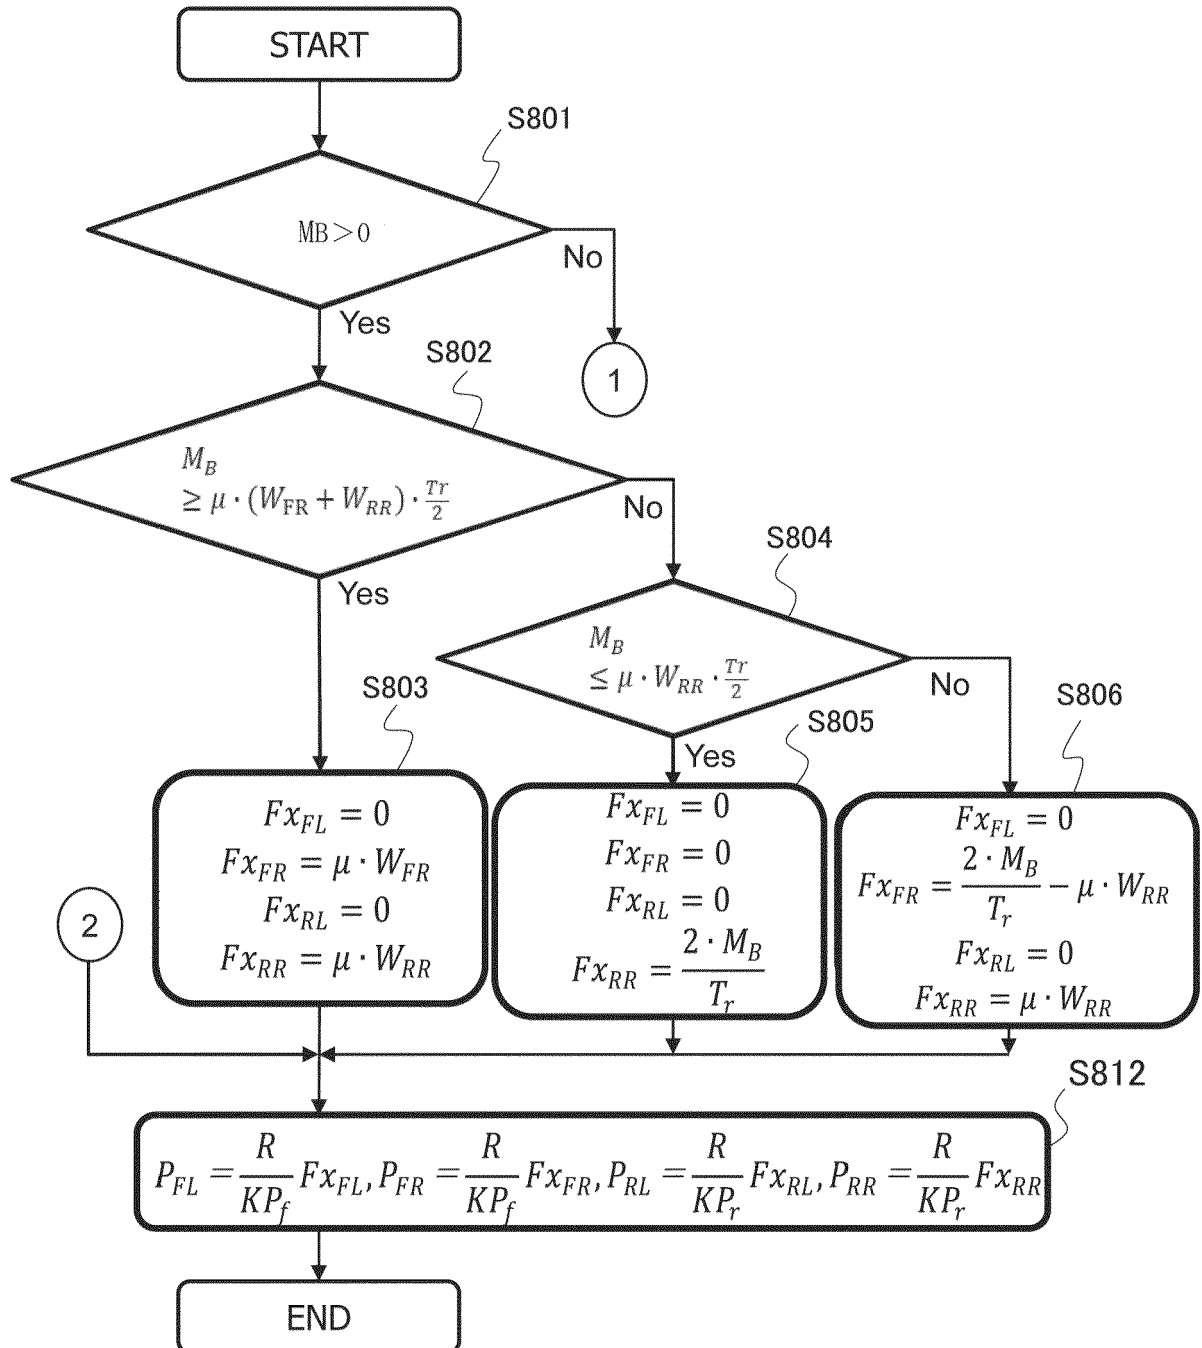 START
S801
MB>0
No
Yes
1
S802
M_B
≥ μ · (W_FR + W_RR) · Tr/2
No
Yes
S804
M_B
≤ μ · W_RR · Tr/2
No
Yes
S803
Fx_FL = 0
Fx_FR = μ · W_FR
Fx_RL = 0
Fx_RR = μ · W_RR
S805
Fx_FL = 0
Fx_FR = 0
Fx_RL = 0
Fx_RR = 2 · M_B / T_r
S806
Fx_FL = 0
Fx_FR = 2 · M_B / T_r − μ · W_RR
Fx_RL = 0
Fx_RR = μ · W_RR
2
S812
P_FL = R/KP_f Fx_FL, P_FR = R/KP_f Fx_FR, P_RL = R/KP_r Fx_RL, P_RR = R/KP_r Fx_RR
END